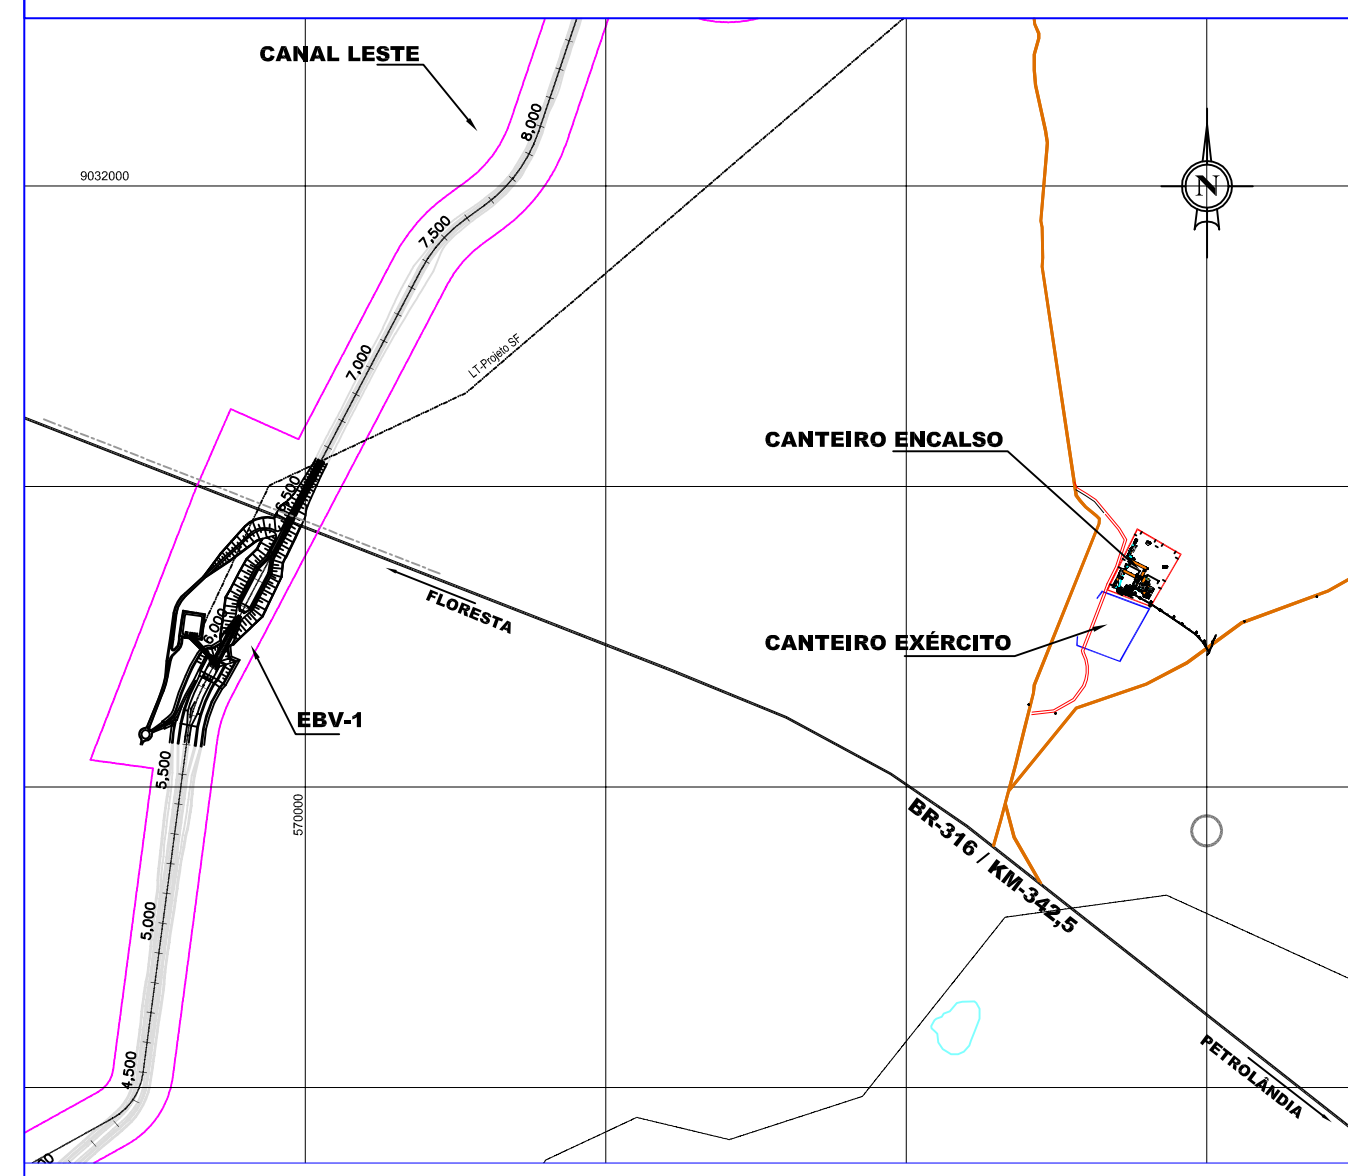 CANAL LESTE
8,000
9032000
N
7,500
LT-Projeto SF
7,000
CANTEIRO ENCALSO
6,500
FLORESTA
6,000
CANTEIRO EXÉRCITO
EBV-1
5,500
570000
BR-316 / KM-342,5
5,000
PETROLÂNDIA
4,500